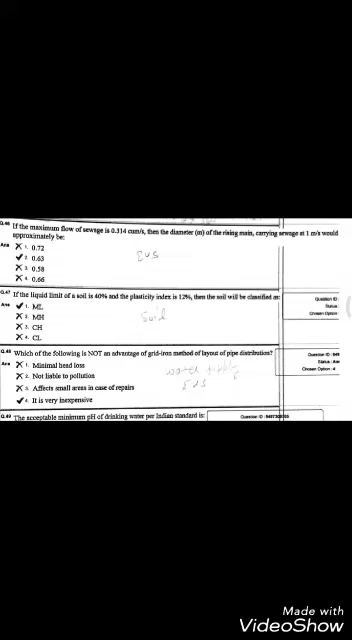 Q.46 If the maximum flow of sewage is 0.314 cum/s, then the diameter (m) of the rising main, carrying sewage at 1 m/s would
approximately be:
Ans 1. 0.72
2. 0.63
3. 0.58
4. 0.66
EVS
Q.47 If the liquid limit of a soil is 40% and the plasticity index is 12%, then the soil will be classified as:
Ans 1. ML
2. MH
3. CH
4. CL
Soil
Question ID :
Status :
Chosen Option :
Q.48 Which of the following is NOT an advantage of grid-iron method of layout of pipe distribution?
Ans 1. Minimal head loss
2. Not liable to pollution
3. Affects small areas in case of repairs
4. It is very inexpensive
water supply
EVS
Question ID : 949
Status : Ans
Chosen Option : 4
Q.49 The acceptable minimum pH of drinking water per Indian standard is:
Question ID :
Made with
VideoShow